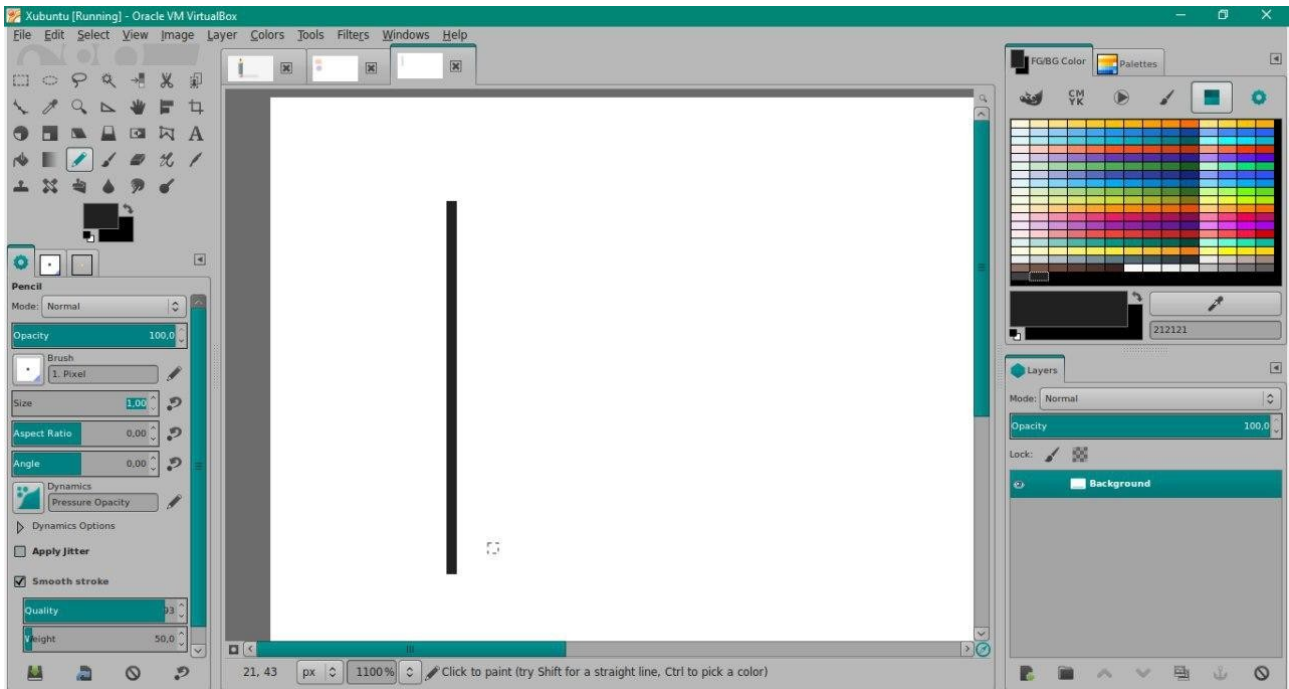 Xubuntu [Running] - Oracle VM VirtualBox
File Edit Select View Image Layer Colors Tools Filters Windows Help
FG/BG Color Palettes
CM
YK
A
Pencil
Mode: Normal
Opacity 100,0
Brush
1. Pixel
Size 1,00
Aspect Ratio 0,00
Angle 0,00
Dynamics
Pressure Opacity
Dynamics Options
Apply Jitter
Smooth stroke
Quality 93
Weight 50,0
21, 43 px 1100% Click to paint (try Shift for a straight line, Ctrl to pick a color)
212121
Layers
Mode: Normal
Opacity 100,0
Lock:
Background